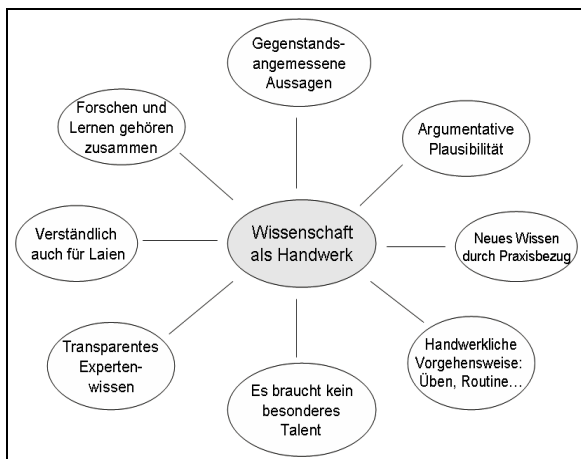 Gegenstands-
angemessene
Aussagen
Forschen und
Lernen gehören
zusammen
Argumentative
Plausibilität
Wissenschaft
als Handwerk
Verständlich
auch für Laien
Neues Wissen
durch Praxisbezug
Transparentes
Experten-
wissen
Handwerkliche
Vorgehensweise:
Üben, Routine…
Es braucht kein
besonderes
Talent